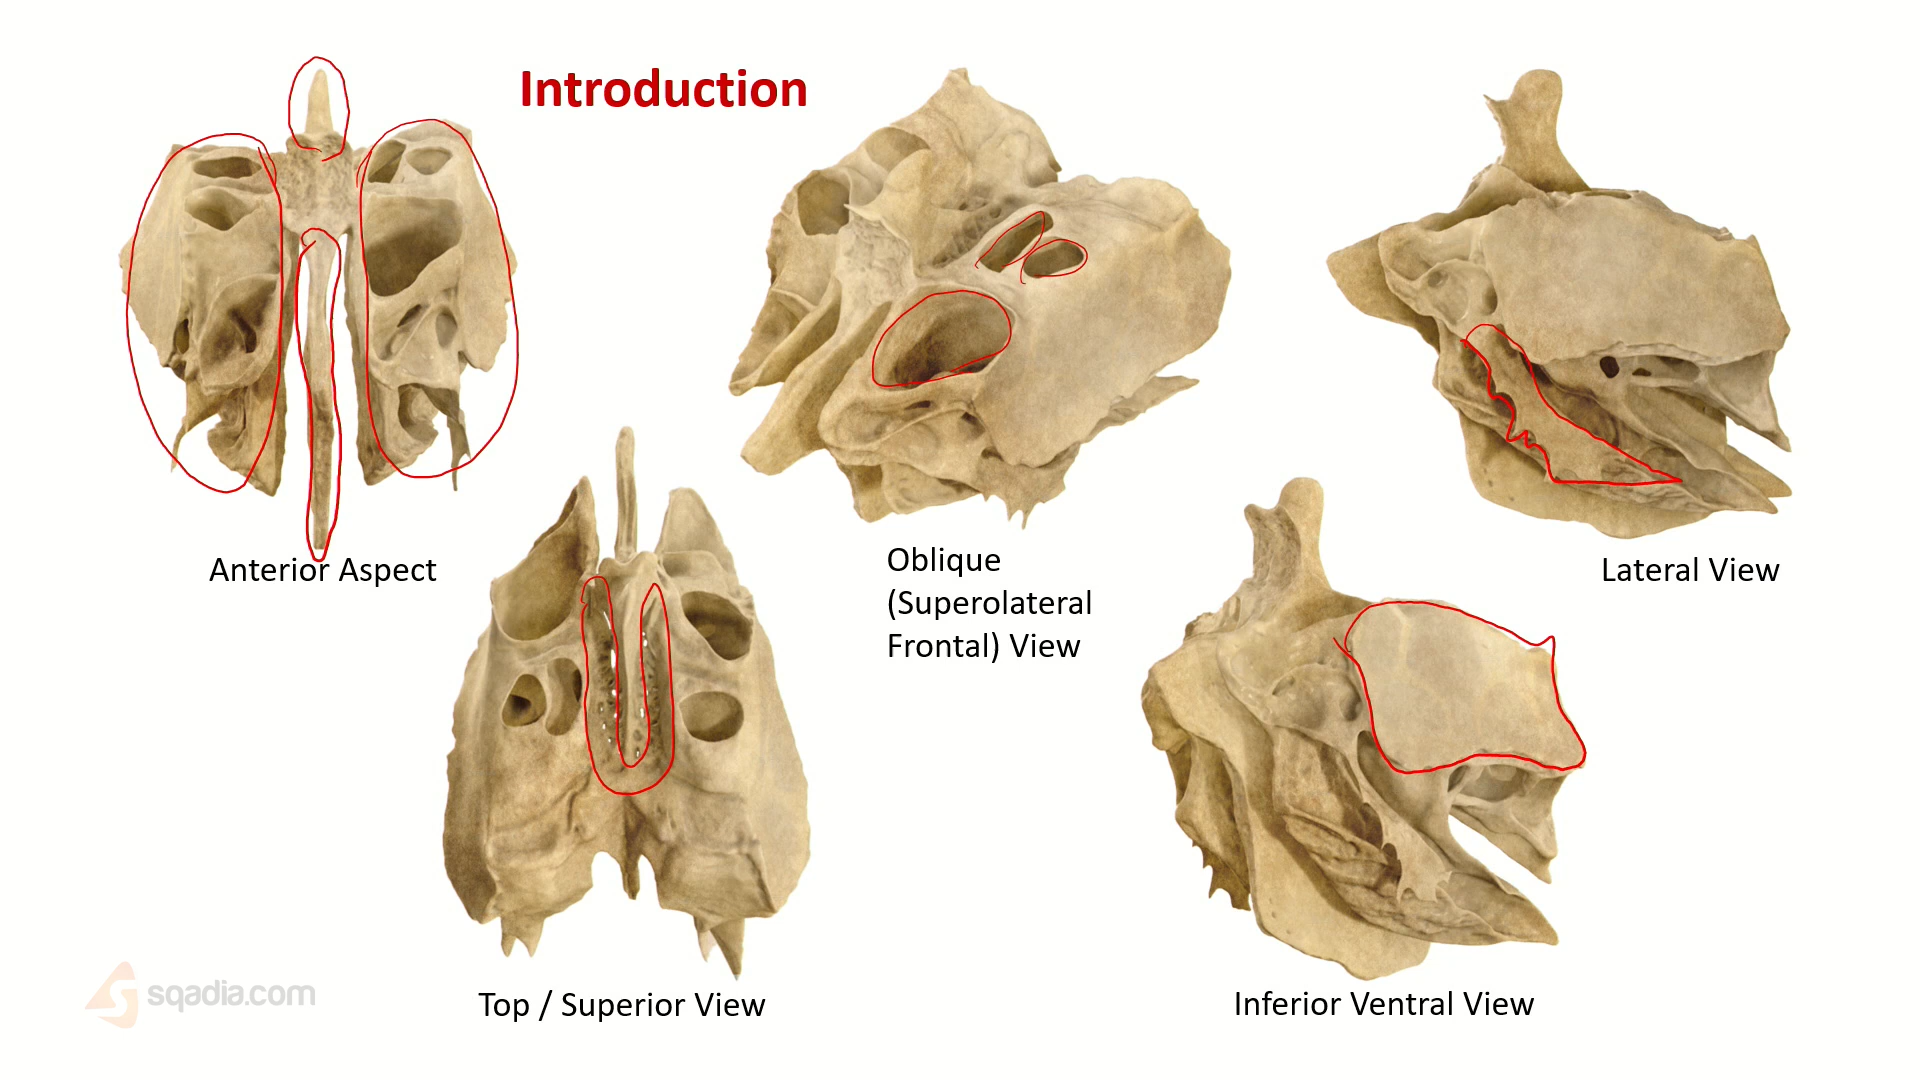 Introduction
Anterior Aspect
Oblique
(Superolateral
Frontal) View
Lateral View
Top / Superior View
Inferior Ventral View
sqadia.com